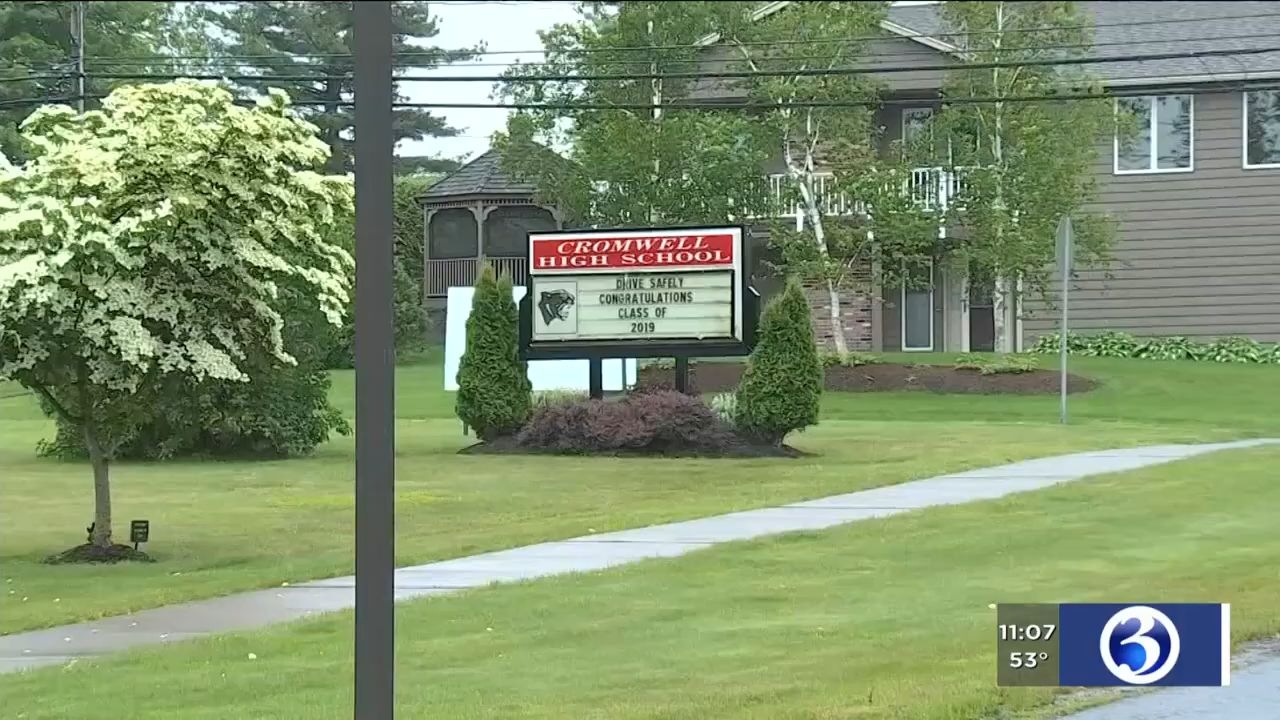 CROMWELL
HIGH SCHOOL
DRIVE SAFELY
CONGRATULATIONS
CLASS OF
2019
11:07
53°
3